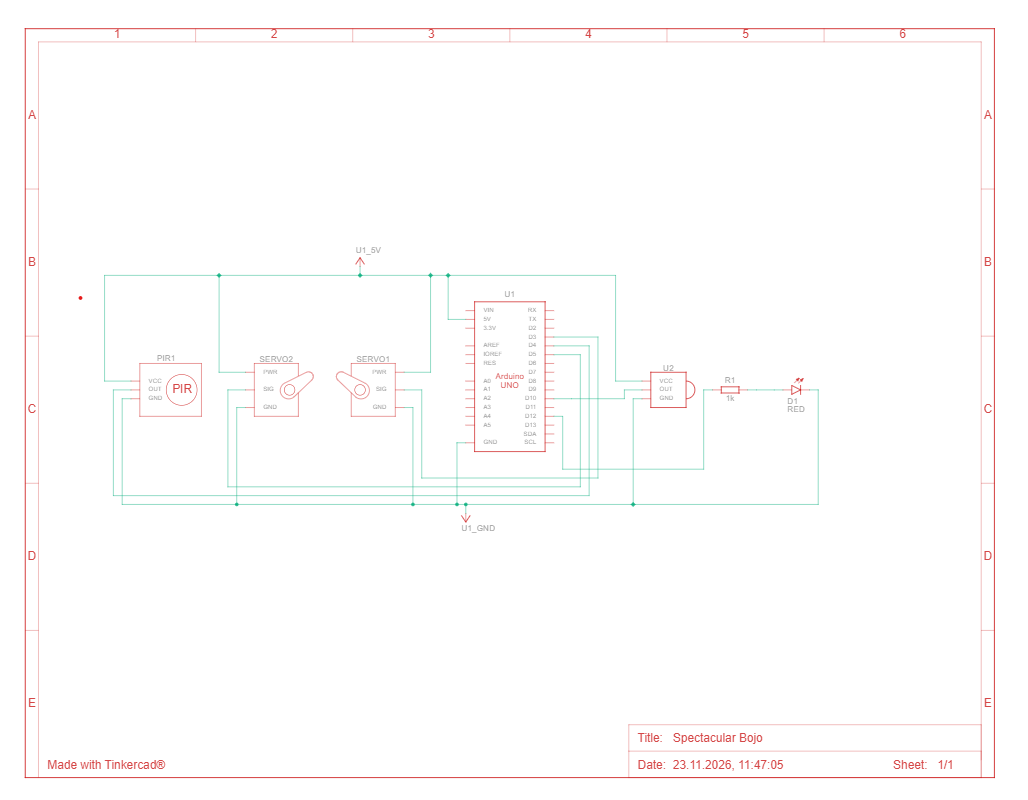 1 2 3 4 5 6
A A
U1_5V
B B
U1
VIN RX
5V TX
3.3V D2
D3
AREF D4
IOREF D5
RES D6
D7
A0 D8
A1 D9
A2 D10
A3 D11
A4 D12
A5 D13
SDA
GND SCL
Arduino
UNO
PIR1
VCC
OUT
GND
PIR
SERVO2
PWR
SIG
GND
SERVO1
PWR
SIG
GND
U2
VCC
OUT
GND
R1
1k
D1
RED
C C
U1_GND
D D
E E
Title: Spectacular Bojo
Made with Tinkercad®
Date: 23.11.2026, 11:47:05 Sheet: 1/1